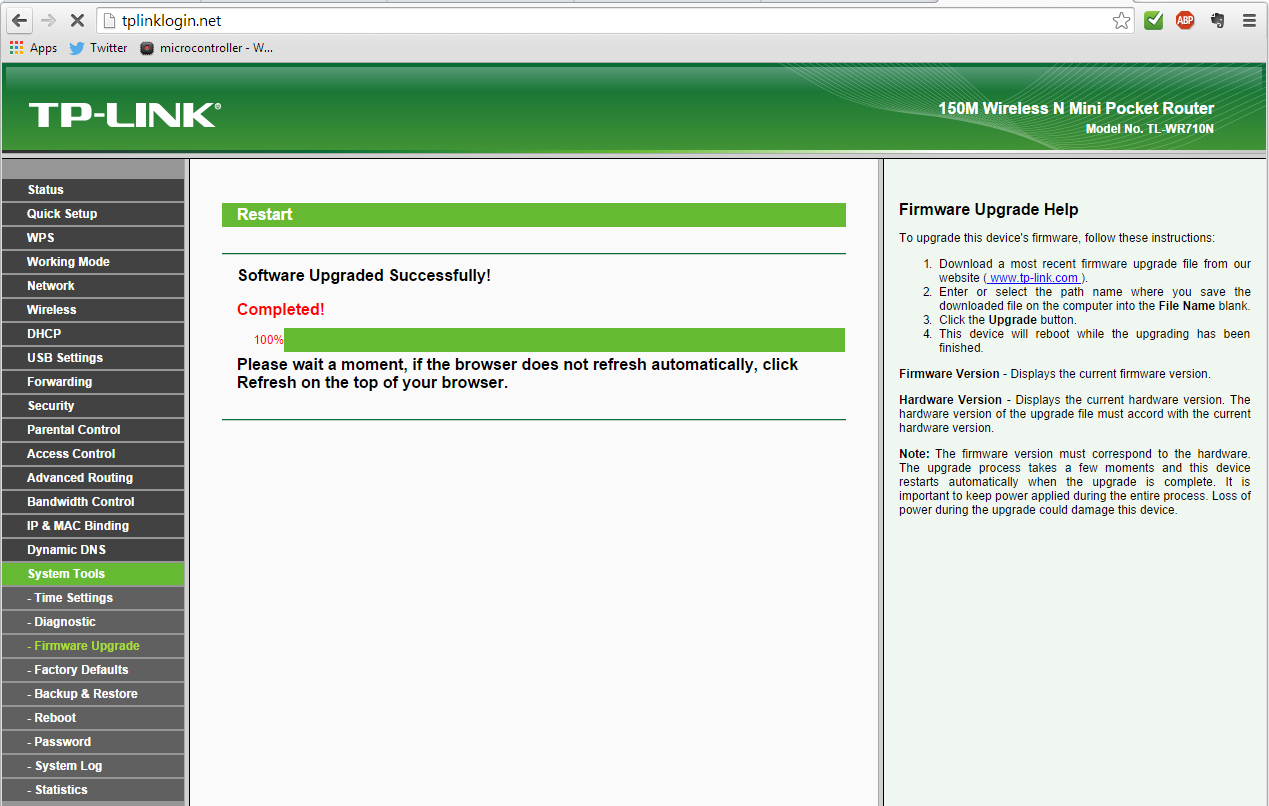 tplinklogin.net
ABP
Apps
Twitter
microcontroller - W...
TP-LINK®
150M Wireless N Mini Pocket Router
Model No. TL-WR710N
Status
Quick Setup
WPS
Working Mode
Network
Wireless
DHCP
USB Settings
Forwarding
Security
Parental Control
Access Control
Advanced Routing
Bandwidth Control
IP & MAC Binding
Dynamic DNS
System Tools
- Time Settings
- Diagnostic
- Firmware Upgrade
- Factory Defaults
- Backup & Restore
- Reboot
- Password
- System Log
- Statistics
Restart
Software Upgraded Successfully!
Completed!
100%
Please wait a moment, if the browser does not refresh automatically, click
Refresh on the top of your browser.
Firmware Upgrade Help
To upgrade this device's firmware, follow these instructions:
1. Download a most recent firmware upgrade file from our
website ( www.tp-link.com ).
2. Enter or select the path name where you save the
downloaded file on the computer into the File Name blank.
3. Click the Upgrade button.
4. This device will reboot while the upgrading has been
finished.
Firmware Version - Displays the current firmware version.
Hardware Version - Displays the current hardware version. The
hardware version of the upgrade file must accord with the current
hardware version.
Note: The firmware version must correspond to the hardware.
The upgrade process takes a few moments and this device
restarts automatically when the upgrade is complete. It is
important to keep power applied during the entire process. Loss of
power during the upgrade could damage this device.